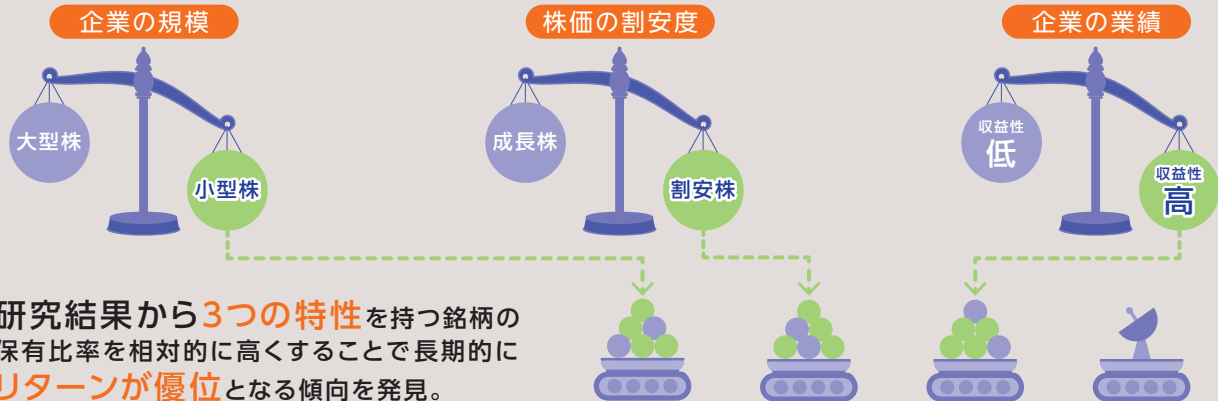 企業の規模
株価の割安度
企業の業績
大型株
小型株
成長株
割安株
収益性
低
収益性
高
研究結果から3つの特性を持つ銘柄の
保有比率を相対的に高くすることで長期的に
リターンが優位となる傾向を発見。